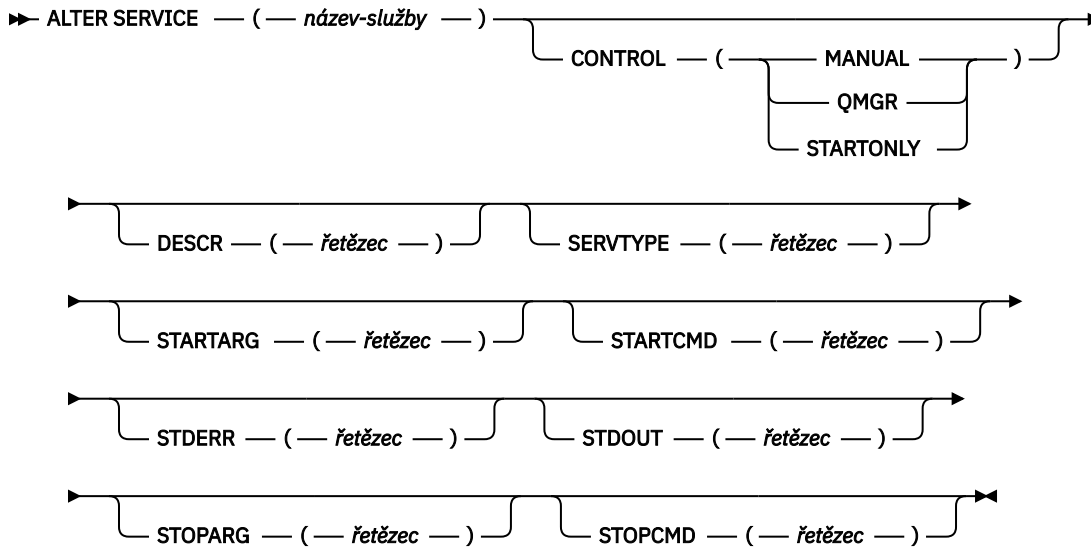 ALTER SERVICE ( název-služby )
CONTROL ( MANUAL )
QMGR
STARTONLY
DESCR ( řetězec ) SERVTYPE ( řetězec )
STARTARG ( řetězec ) STARTCMD ( řetězec )
STDERR ( řetězec ) STDOUT ( řetězec )
STOPARG ( řetězec ) STOPCMD ( řetězec )